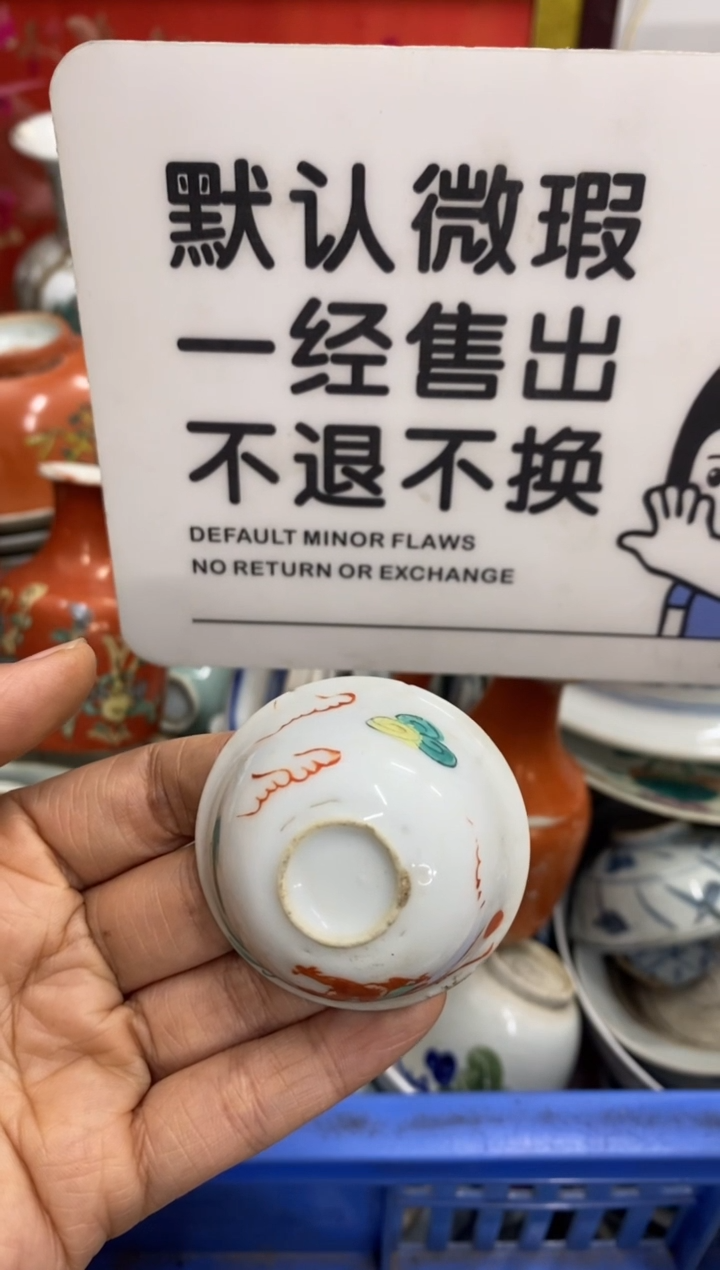 默认微瑕
一经售出
不退不换
DEFAULT MINOR FLAWS
NO RETURN OR EXCHANGE